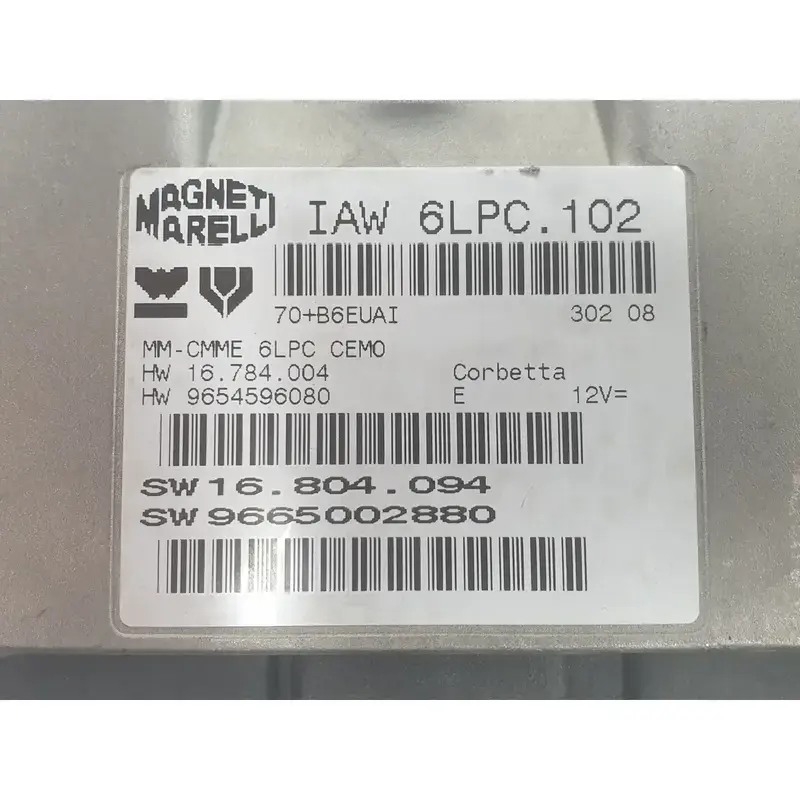 MAGNETI
MARELLI
IAW 6LPC.102
70+B6EUAI 302 08
MM-CMME 6LPC CEMO
HW 16.784.004 Corbetta
HW 9654596080 E 12V=
SW 16.804.094
SW 9665002880